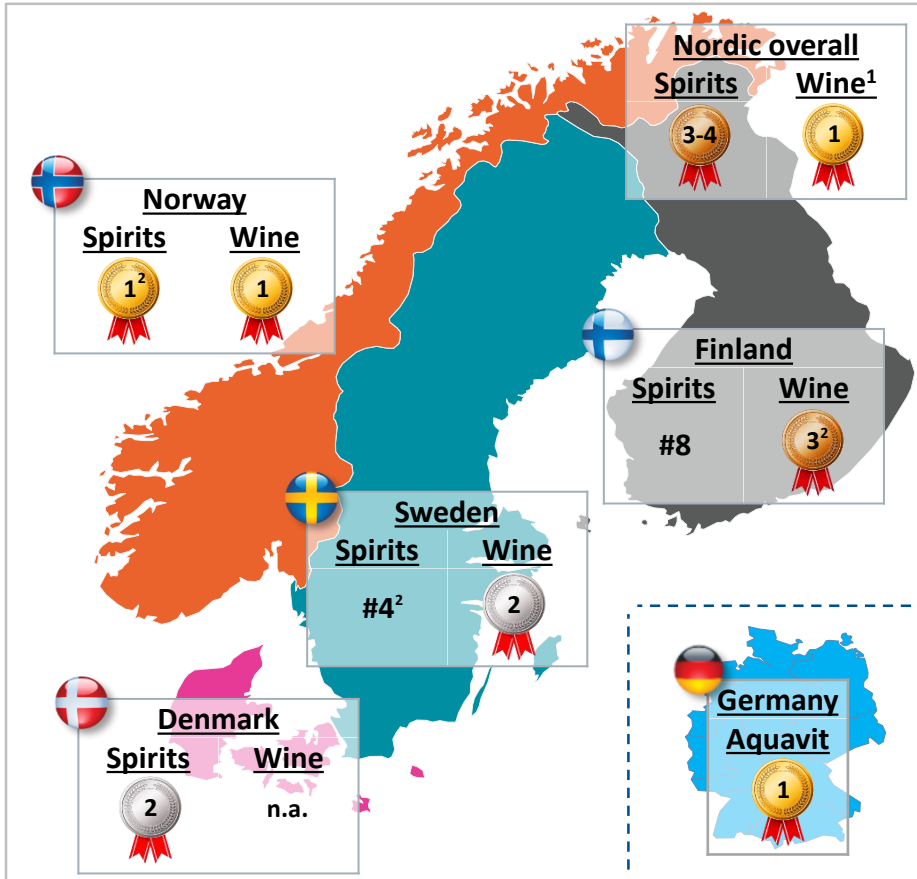 Nordic overall
Spirits Wine¹
3-4 1
Norway
Spirits Wine
1² 1
Finland
Spirits Wine
#8 3²
Sweden
Spirits Wine
#4² 2
Denmark
Spirits Wine
2 n.a.
Germany
Aquavit
1